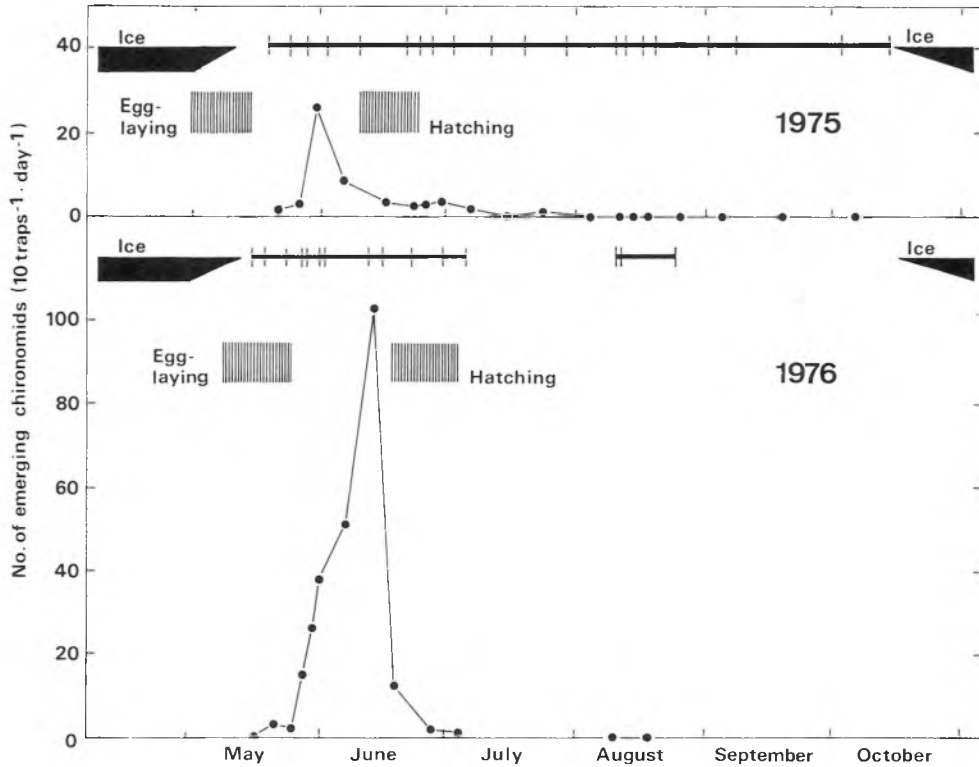 No. of emerging chironomids (10 traps⁻¹ · day⁻¹)
40
20
0
Ice
Ice
Egg-
laying
Hatching
1975
100
80
60
40
20
0
Ice
Ice
Egg-
laying
Hatching
1976
May June July August September October